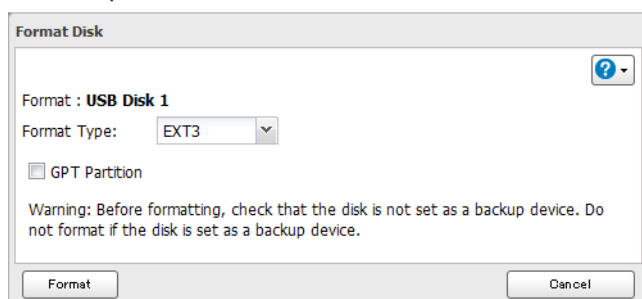 Format Disk
?
Format : USB Disk 1
Format Type: EXT3
GPT Partition
Warning: Before formatting, check that the disk is not set as a backup device. Do
not format if the disk is set as a backup device.
Format Cancel